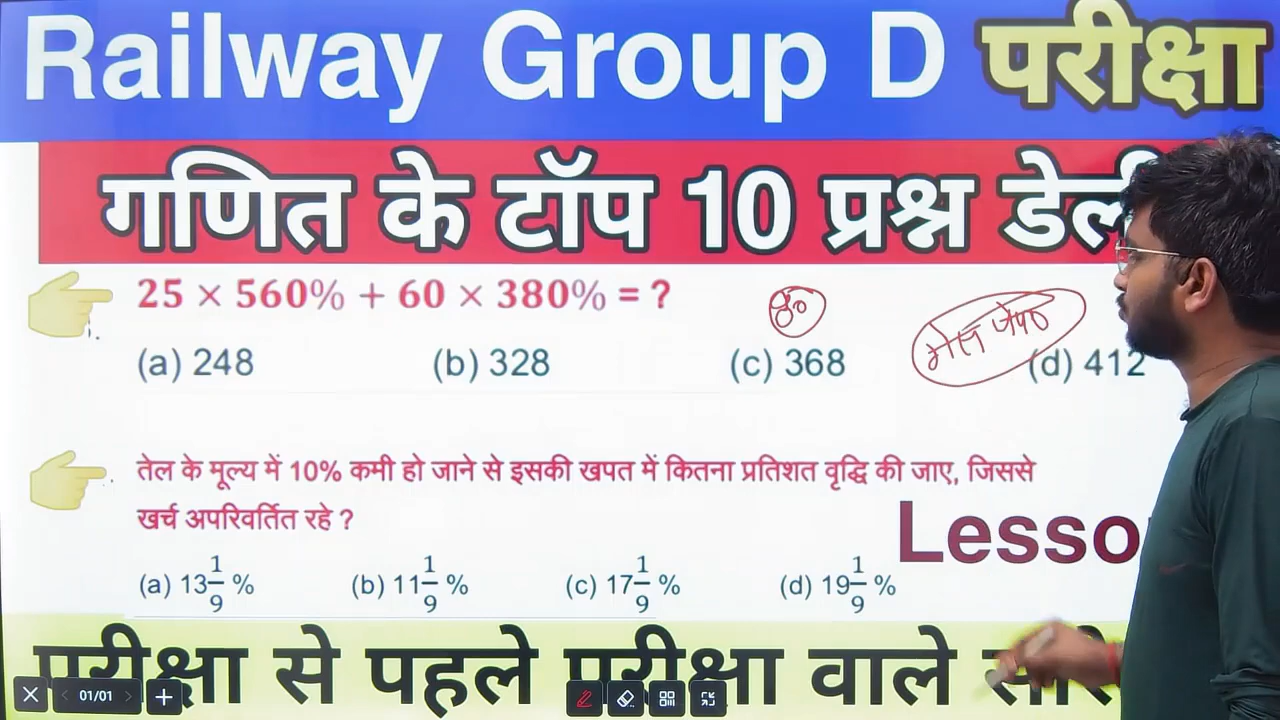 Railway Group D परीक्षा
गणित के टॉप 10 प्रश्न
25 × 560% + 60 × 380% = ?
(a) 248 (b) 328 (c) 368 (d) 412
तेल के मूल्य में 10% कमी हो जाने से इसकी खपत में कितना प्रतिशत वृद्धि की जाए, जिससे
खर्च अपरिवर्तित रहे ?
(a) 13 1/9 % (b) 11 1/9 % (c) 17 1/9 % (d) 19 1/9 %
परीक्षा से पहले परीक्षा वाले
01/01